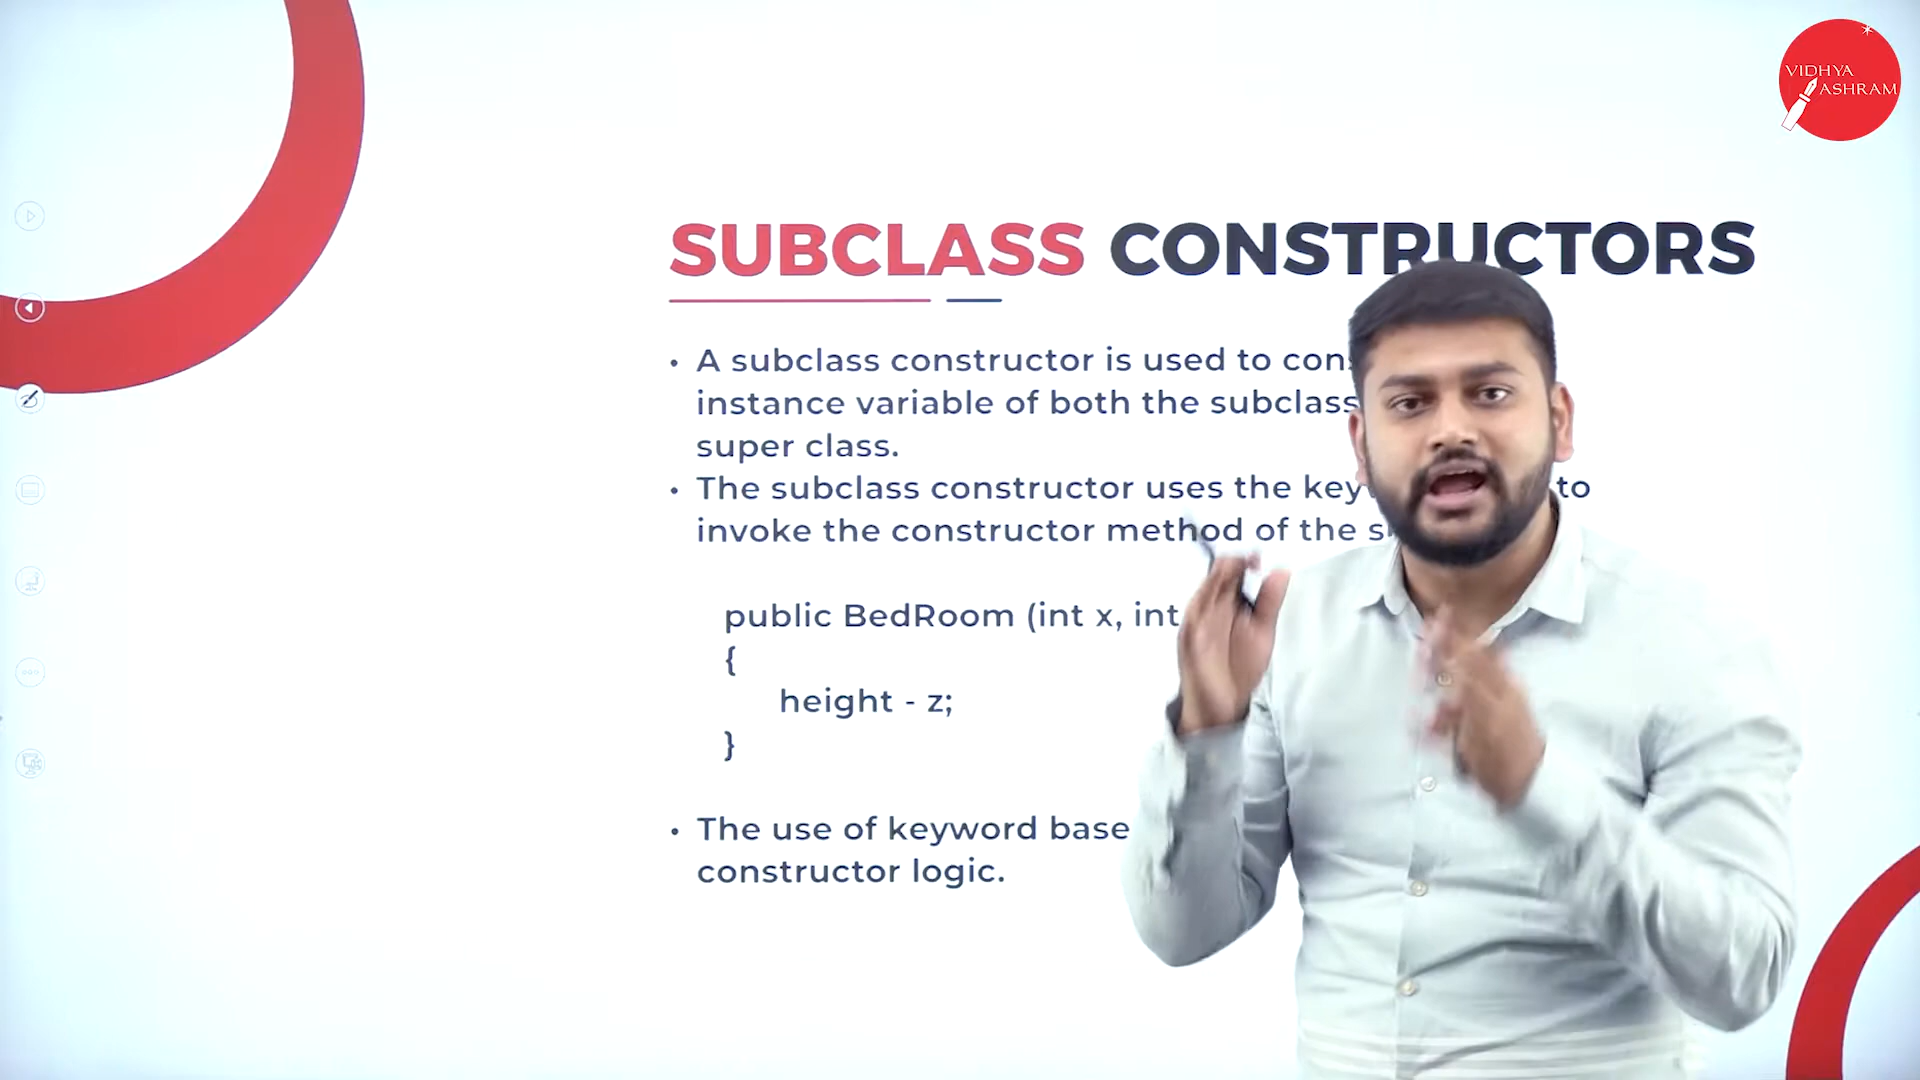 VIDHYA
ASHRAM
SUBCLASS CONSTRUCTORS
• A subclass constructor is used to
instance variable of both the subclass
super class.
• The subclass constructor uses the to
invoke the constructor method of the
public BedRoom (int x, int
{
height - z;
}
• The use of keyword base
constructor logic.